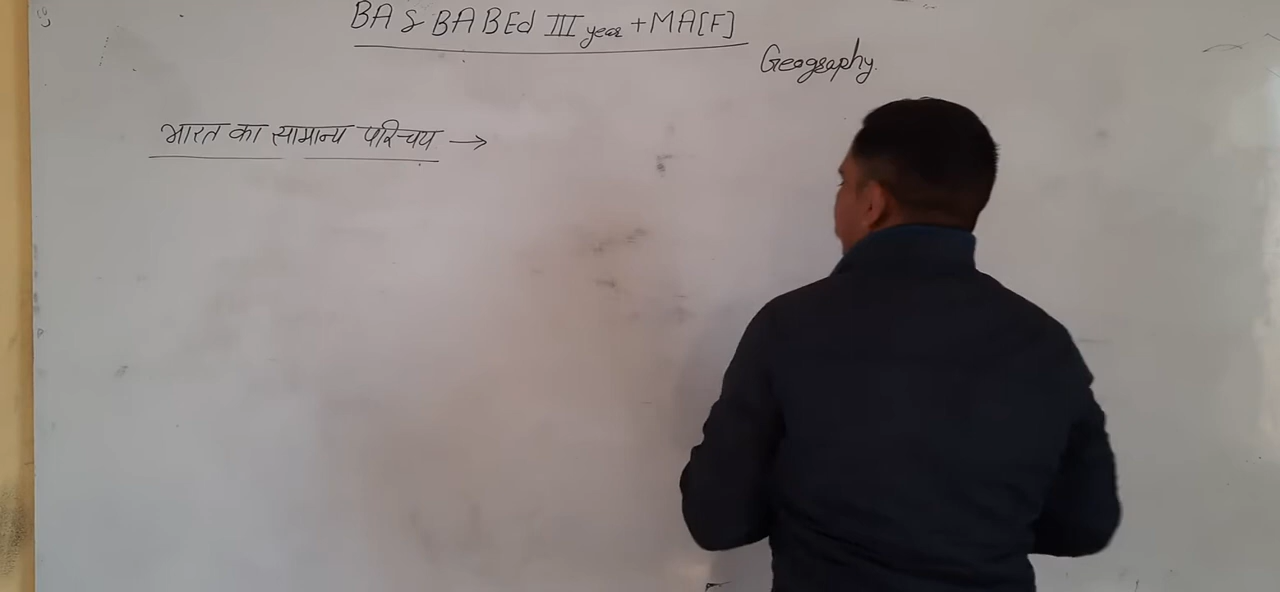 BA & BA BEd III year + MA[F]
Geography.
भारत का सामान्य परिचय →